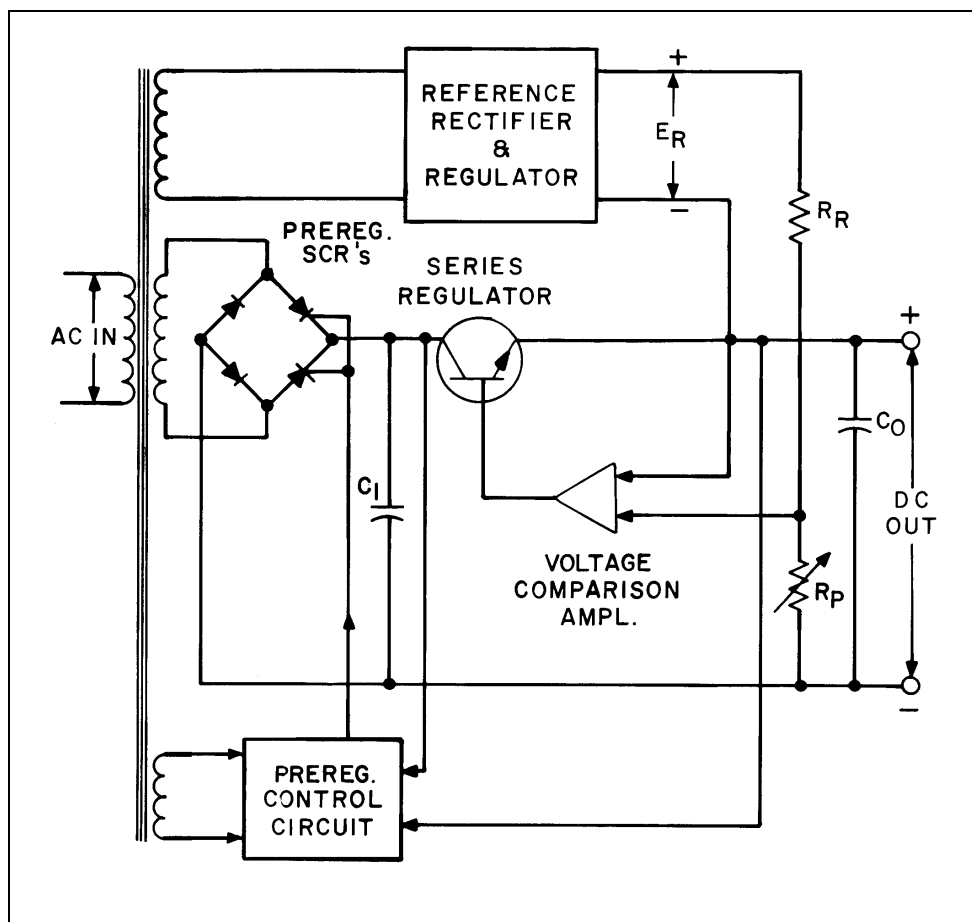 REFERENCE
RECTIFIER
&
REGULATOR
+
E_R
−
R_R
PREREG.
SCR's
SERIES
REGULATOR
AC IN
+
C_O
C_1
DC
OUT
VOLTAGE
COMPARISON
AMPL.
R_P
−
PREREG.
CONTROL
CIRCUIT